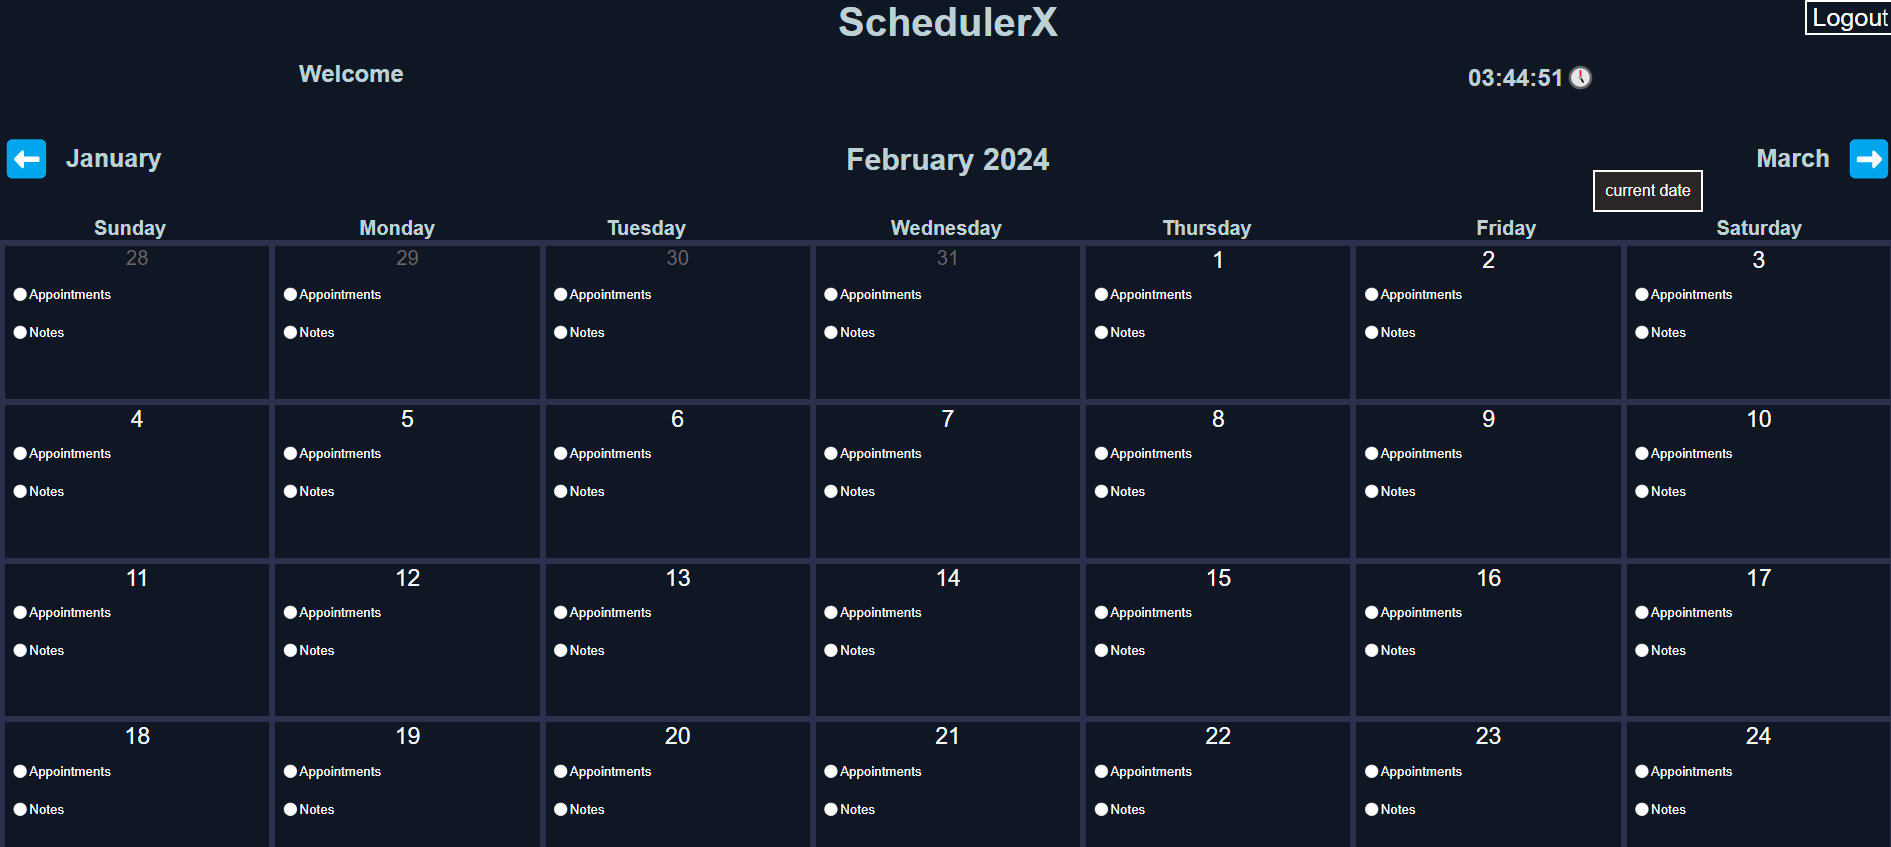 SchedulerX
Logout
Welcome
03:44:51
January
February 2024
March
current date
Sunday Monday Tuesday Wednesday Thursday Friday Saturday
28 29 30 31 1 2 3
Appointments Appointments Appointments Appointments Appointments Appointments Appointments
Notes Notes Notes Notes Notes Notes Notes
4 5 6 7 8 9 10
Appointments Appointments Appointments Appointments Appointments Appointments Appointments
Notes Notes Notes Notes Notes Notes Notes
11 12 13 14 15 16 17
Appointments Appointments Appointments Appointments Appointments Appointments Appointments
Notes Notes Notes Notes Notes Notes Notes
18 19 20 21 22 23 24
Appointments Appointments Appointments Appointments Appointments Appointments Appointments
Notes Notes Notes Notes Notes Notes Notes